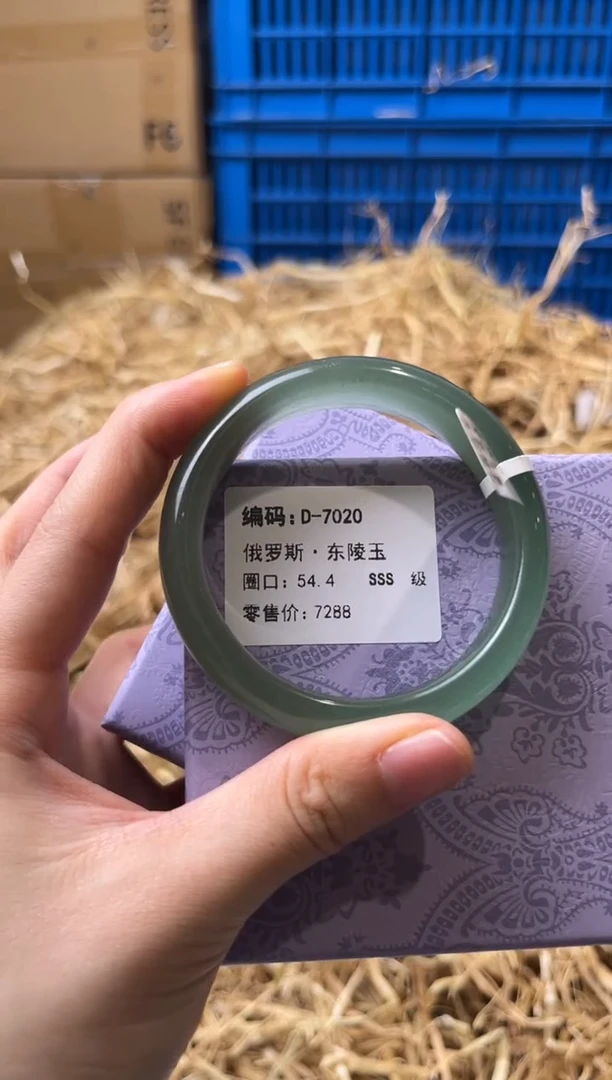 编码:D-7020
俄罗斯·东陵玉
圈口: 54.4 SSS 级
零售价: 7288